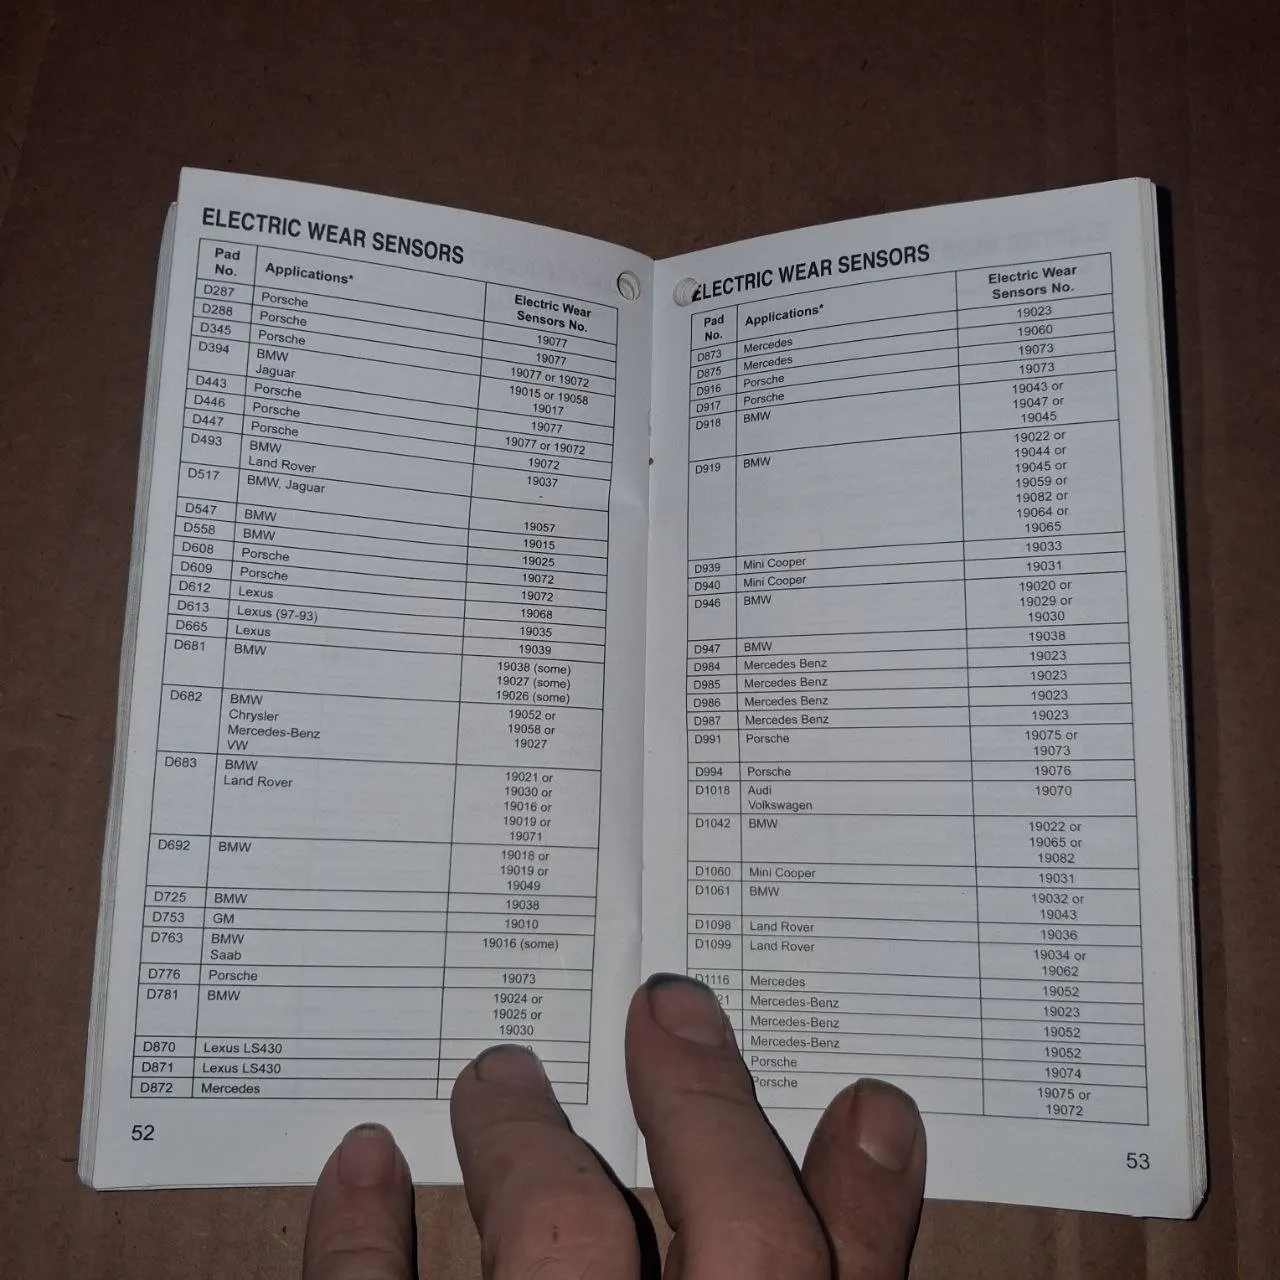 ELECTRIC WEAR SENSORS
Pad No. Applications* Electric Wear Sensors No.
D287 Porsche 19077
D288 Porsche 19077
D345 Porsche 19077 or 19072
D394 BMW 19015 or 19058
Jaguar 19017
D443 Porsche 19077
D446 Porsche 19077 or 19072
D447 Porsche 19072
D493 BMW 19037
Land Rover -
D517 BMW, Jaguar 19057
D547 BMW 19015
D558 BMW 19025
D608 Porsche 19072
D609 Porsche 19072
D612 Lexus 19068
D613 Lexus (97-93) 19035
D665 Lexus 19039
D681 BMW 19038 (some)
19027 (some)
19026 (some)
D682 BMW 19052 or
Chrysler 19058 or
Mercedes-Benz 19027
VW
D683 BMW 19021 or
Land Rover 19030 or
19016 or
19019 or
19071
D692 BMW 19018 or
19019 or
19049
D725 BMW 19038
D753 GM 19010
D763 BMW 19016 (some)
Saab
D776 Porsche 19073
D781 BMW 19024 or
19025 or
19030
D870 Lexus LS430
D871 Lexus LS430
D872 Mercedes
52
ELECTRIC WEAR SENSORS
Pad No. Applications* Electric Wear Sensors No.
D873 Mercedes 19023
D875 Mercedes 19060
D916 Porsche 19073
D917 Porsche 19073
D918 BMW 19043 or
19047 or
19045
D919 BMW 19022 or
19044 or
19045 or
19059 or
19082 or
19064 or
19065
D939 Mini Cooper 19033
D940 Mini Cooper 19031
D946 BMW 19020 or
19029 or
19030
D947 BMW 19038
D984 Mercedes Benz 19023
D985 Mercedes Benz 19023
D986 Mercedes Benz 19023
D987 Mercedes Benz 19023
D991 Porsche 19075 or
19073
D994 Porsche 19076
D1018 Audi 19070
Volkswagen
D1042 BMW 19022 or
19065 or
19082
D1060 Mini Cooper 19031
D1061 BMW 19032 or
19043
D1098 Land Rover 19036
D1099 Land Rover 19034 or
19062
D1116 Mercedes 19052
Mercedes-Benz 19023
Mercedes-Benz 19052
Mercedes-Benz 19052
Porsche 19074
Porsche 19075 or
19072
53